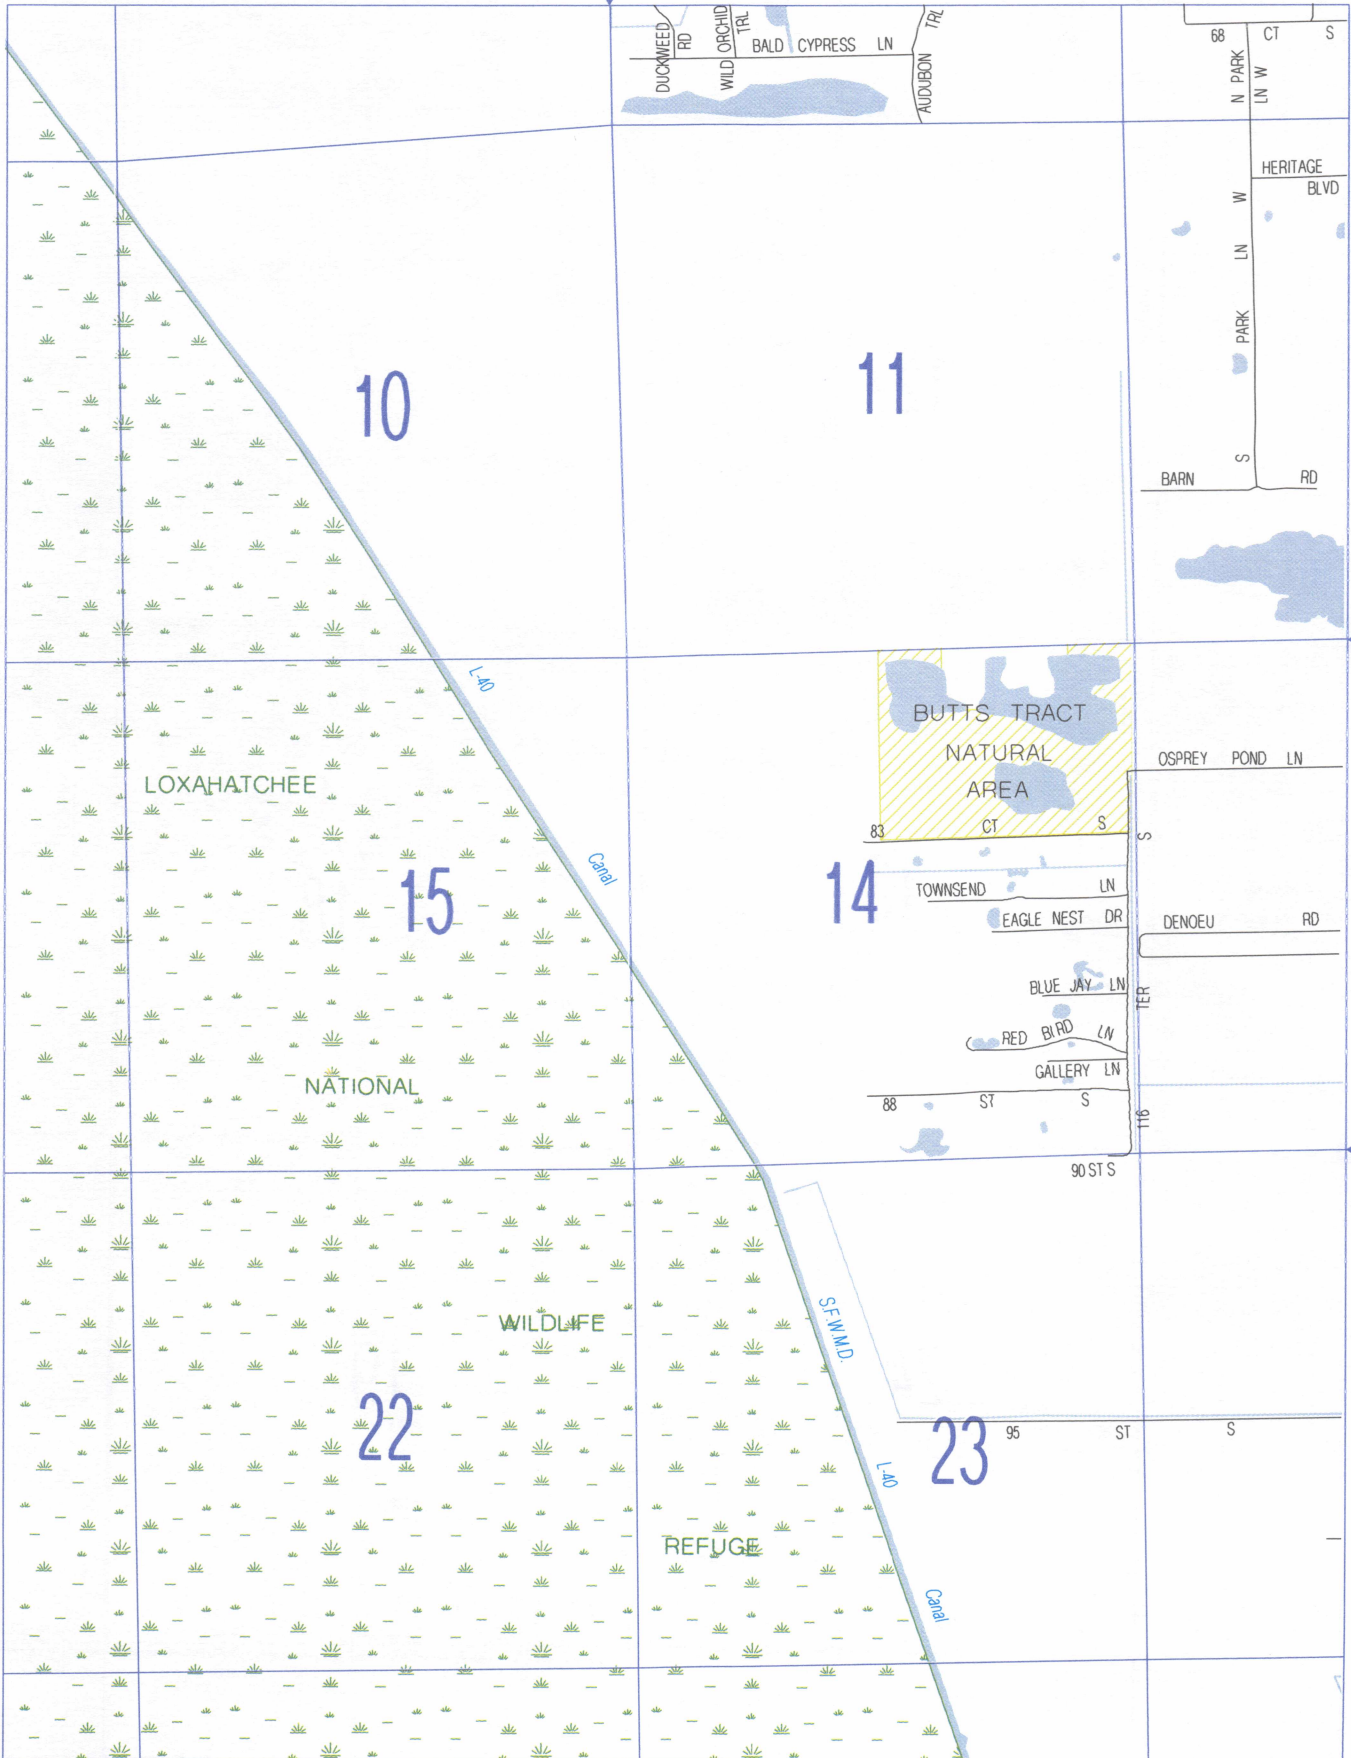 DUCKWEED RD
WILD ORCHID TRL
BALD CYPRESS LN
AUDUBON TRL
68 CT S
N PARK LN W
HERITAGE BLVD
S PARK LN W
10
11
BARN RD
L-40
Canal
BUTTS TRACT
NATURAL
AREA
OSPREY POND LN
LOXAHATCHEE
83 CT S
15
14
TOWNSEND LN
EAGLE NEST DR
DENOEU RD
BLUE JAY LN
RED BIRD LN
GALLERY LN
88 ST S
116 TER S
90 ST S
NATIONAL
WILDLIFE
S.F.W.M.D.
22
23
95 ST S
L-40
Canal
REFUGE